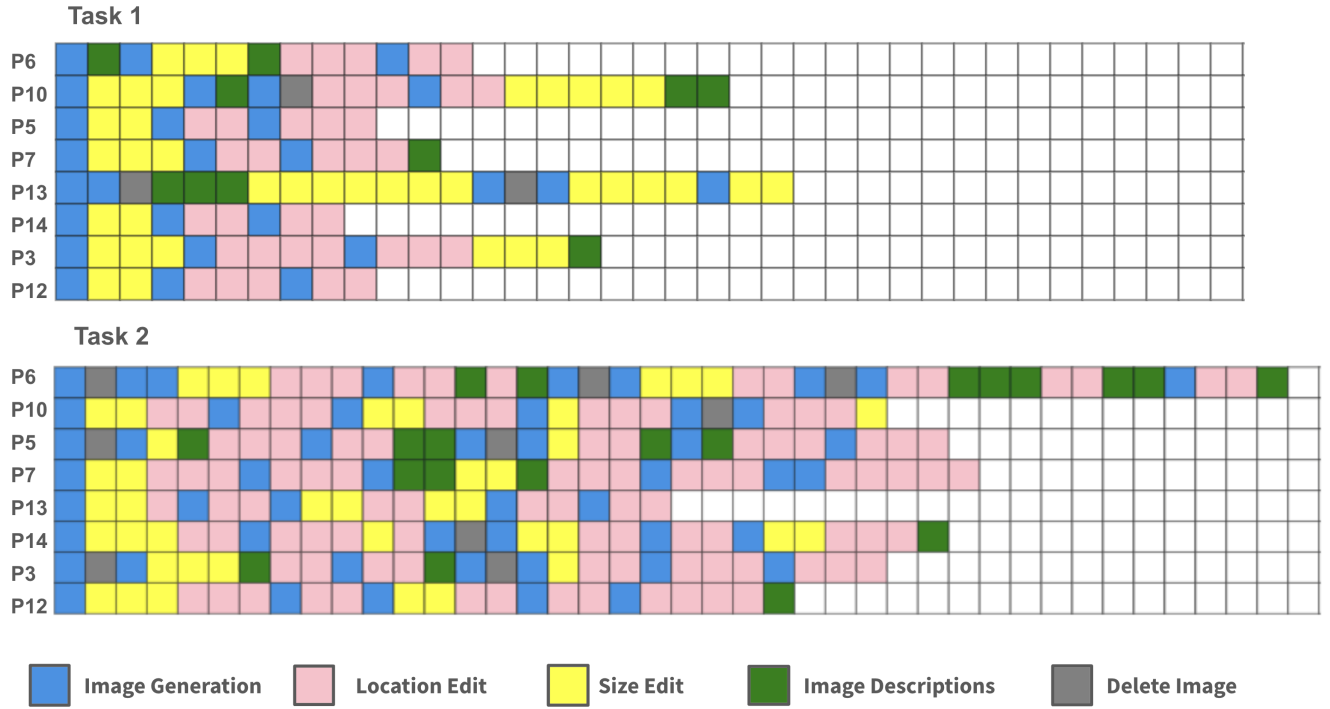 Task 1
P6
P10
P5
P7
P13
P14
P3
P12
Task 2
P6
P10
P5
P7
P13
P14
P3
P12
Image Generation Location Edit Size Edit Image Descriptions Delete Image